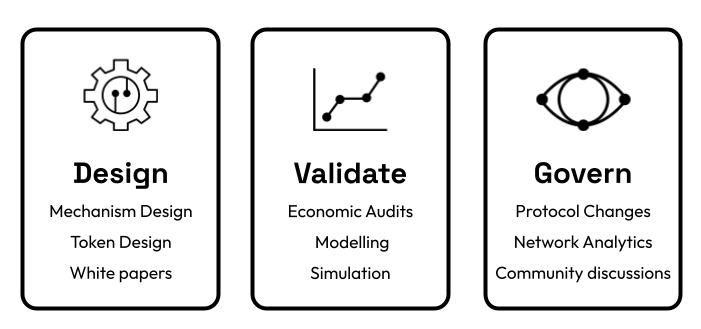 Design
Mechanism Design
Token Design
White papers
Validate
Economic Audits
Modelling
Simulation
Govern
Protocol Changes
Network Analytics
Community discussions